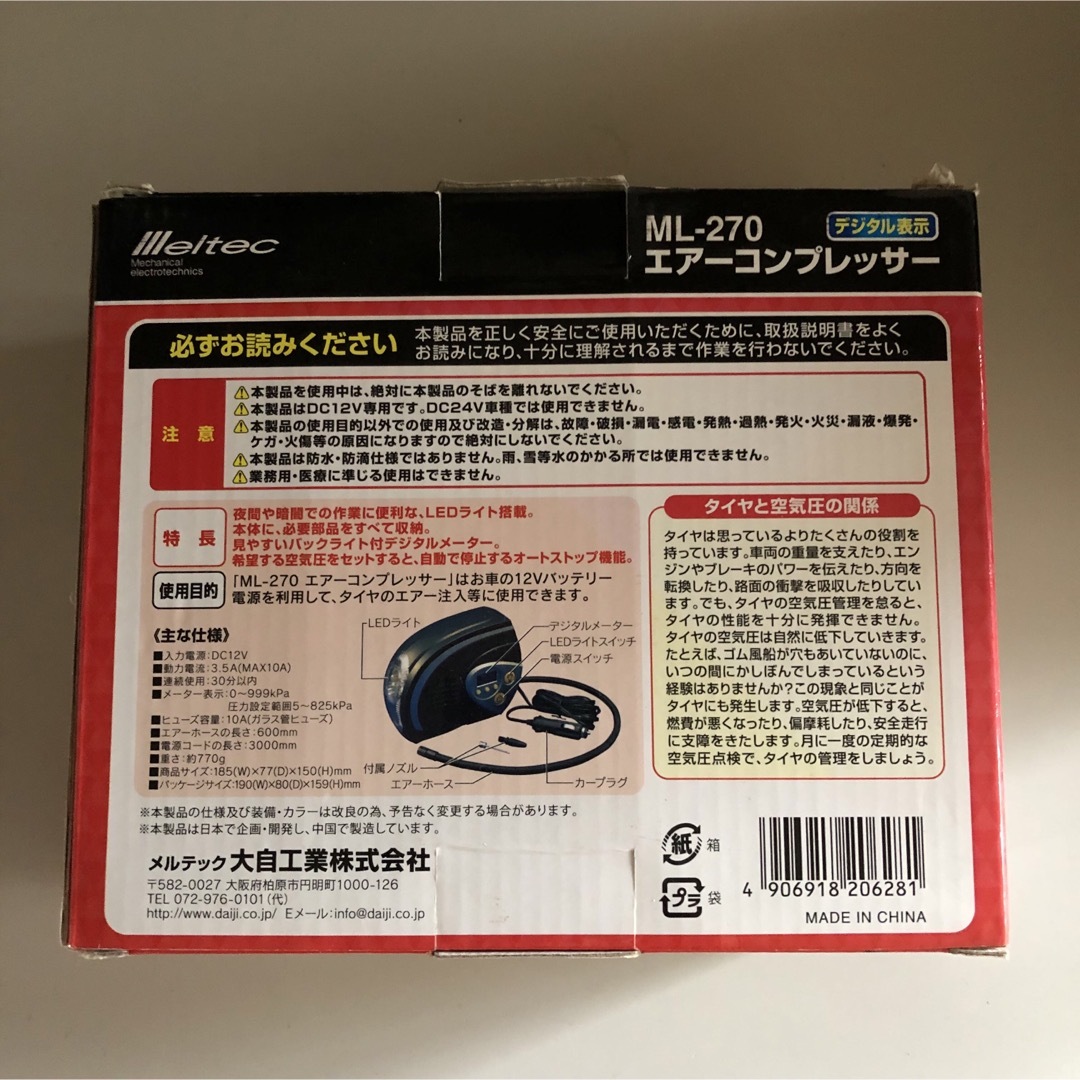 Meltec
Mechanical
electrotechnics
ML-270
デジタル表示
エアーコンプレッサー
必ずお読みください
本製品を正しく安全にご使用いただくために、取扱説明書をよく
お読みになり、十分に理解されるまで作業を行わないでください。
注意
⚠本製品を使用中は、絶対に本製品のそばを離れないでください。
⚠本製品はDC12V専用です。DC24V車種では使用できません。
⚠本製品の使用目的以外での使用及び改造・分解は、故障・破損・漏電・感電・発熱・過熱・発火・火災・漏液・爆発・
ケガ・火傷等の原因になりますので絶対にしないでください。
⚠本製品は防水・防滴仕様ではありません。雨、雪等水のかかる所では使用できません。
⚠業務用・医療に準じる使用はできません。
特長
夜間や暗闇での作業に便利な、LEDライト搭載。
本体に、必要部品をすべて収納。
見やすいバックライト付デジタルメーター。
希望する空気圧をセットすると、自動で停止するオートストップ機能。
使用目的
「ML-270 エアーコンプレッサー」はお車の12Vバッテリー
電源を利用して、タイヤのエアー注入等に使用できます。
《主な仕様》
■入力電源:DC12V
■動力電流:3.5A(MAX10A)
■連続使用:30分以内
■メーター表示:0〜999kPa
圧力設定範囲5〜825kPa
■ヒューズ容量:10A(ガラス管ヒューズ)
■エアーホースの長さ:600mm
■電源コードの長さ:3000mm
■重さ:約770g
■商品サイズ:185(W)×77(D)×150(H)mm
■パッケージサイズ:190(W)×80(D)×159(H)mm
LEDライト
デジタルメーター
LEDライトスイッチ
電源スイッチ
付属ノズル
エアーホース
カープラグ
タイヤと空気圧の関係
タイヤは思っているよりたくさんの役割を
持っています。車両の重量を支えたり、エン
ジンやブレーキのパワーを伝えたり、方向を
転換したり、路面の衝撃を吸収したりしてい
ます。でも、タイヤの空気圧管理を怠ると、
タイヤの性能を十分に発揮できません。
タイヤの空気圧は自然に低下していきます。
たとえば、ゴム風船が穴もあいていないのに、
いつの間にかしぼんでしまっているという
経験はありませんか?この現象と同じことが
タイヤにも発生します。空気圧が低下すると、
燃費が悪くなったり、偏摩耗したり、安全走行
に支障をきたします。月に一度の定期的な
空気圧点検で、タイヤの管理をしましょう。
※本製品の仕様及び装備・カラーは改良の為、予告なく変更する場合があります。
※本製品は日本で企画・開発し、中国で製造しています。
メルテック 大自工業株式会社
〒582-0027 大阪府柏原市円明町1000-126
TEL 072-976-0101(代)
http://www.daiji.co.jp/ Eメール:info@daiji.co.jp
紙 箱
プラ 袋
4 906918 206281
MADE IN CHINA